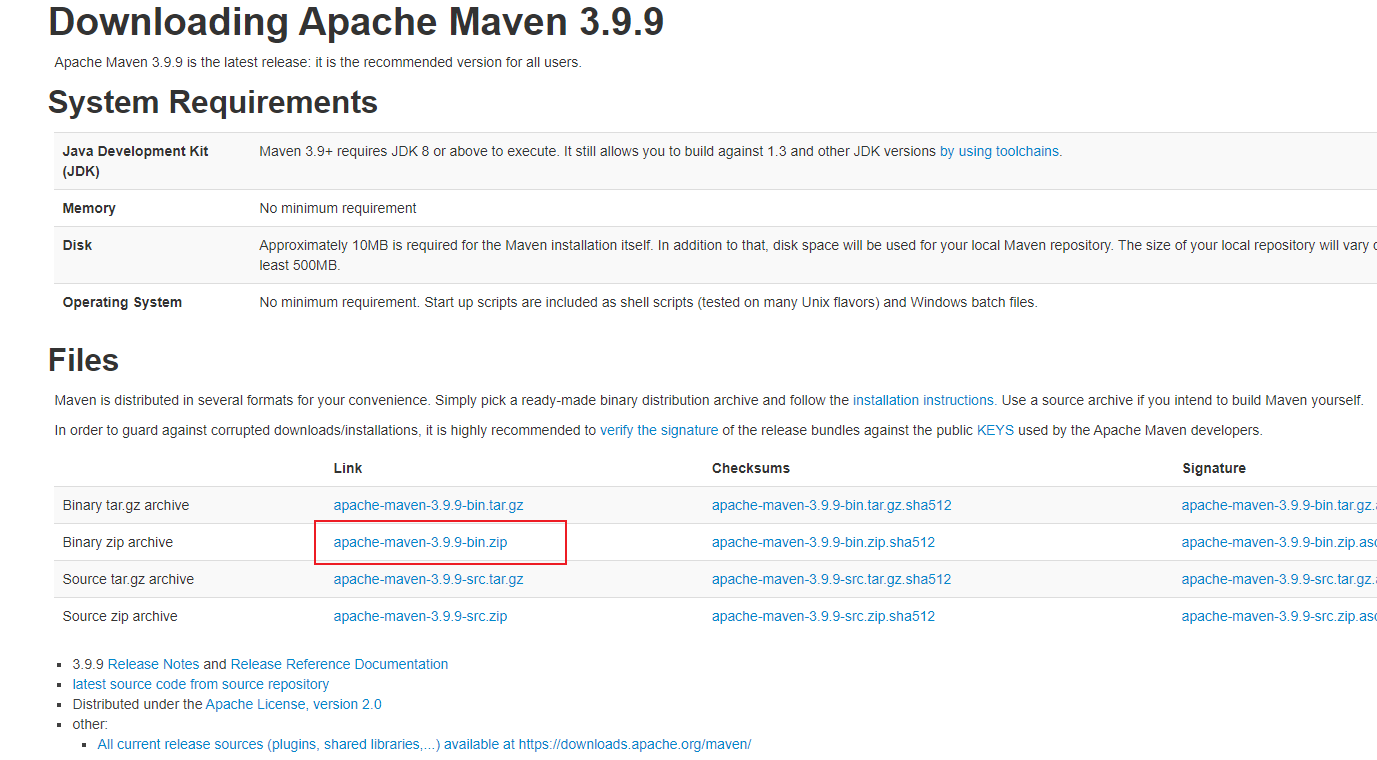 Downloading Apache Maven 3.9.9
Apache Maven 3.9.9 is the latest release: it is the recommended version for all users.
System Requirements
Java Development Kit (JDK) Maven 3.9+ requires JDK 8 or above to execute. It still allows you to build against 1.3 and other JDK versions by using toolchains.
Memory No minimum requirement
Disk Approximately 10MB is required for the Maven installation itself. In addition to that, disk space will be used for your local Maven repository. The size of your local repository will vary
least 500MB.
Operating System No minimum requirement. Start up scripts are included as shell scripts (tested on many Unix flavors) and Windows batch files.
Files
Maven is distributed in several formats for your convenience. Simply pick a ready-made binary distribution archive and follow the installation instructions. Use a source archive if you intend to build Maven yourself.
In order to guard against corrupted downloads/installations, it is highly recommended to verify the signature of the release bundles against the public KEYS used by the Apache Maven developers.
Link Checksums Signature
Binary tar.gz archive apache-maven-3.9.9-bin.tar.gz apache-maven-3.9.9-bin.tar.gz.sha512 apache-maven-3.9.9-bin.tar.gz.
Binary zip archive apache-maven-3.9.9-bin.zip apache-maven-3.9.9-bin.zip.sha512 apache-maven-3.9.9-bin.zip.asc
Source tar.gz archive apache-maven-3.9.9-src.tar.gz apache-maven-3.9.9-src.tar.gz.sha512 apache-maven-3.9.9-src.tar.gz.
Source zip archive apache-maven-3.9.9-src.zip apache-maven-3.9.9-src.zip.sha512 apache-maven-3.9.9-src.zip.asc
▪ 3.9.9 Release Notes and Release Reference Documentation
▪ latest source code from source repository
▪ Distributed under the Apache License, version 2.0
▪ other:
▪ All current release sources (plugins, shared libraries,...) available at https://downloads.apache.org/maven/